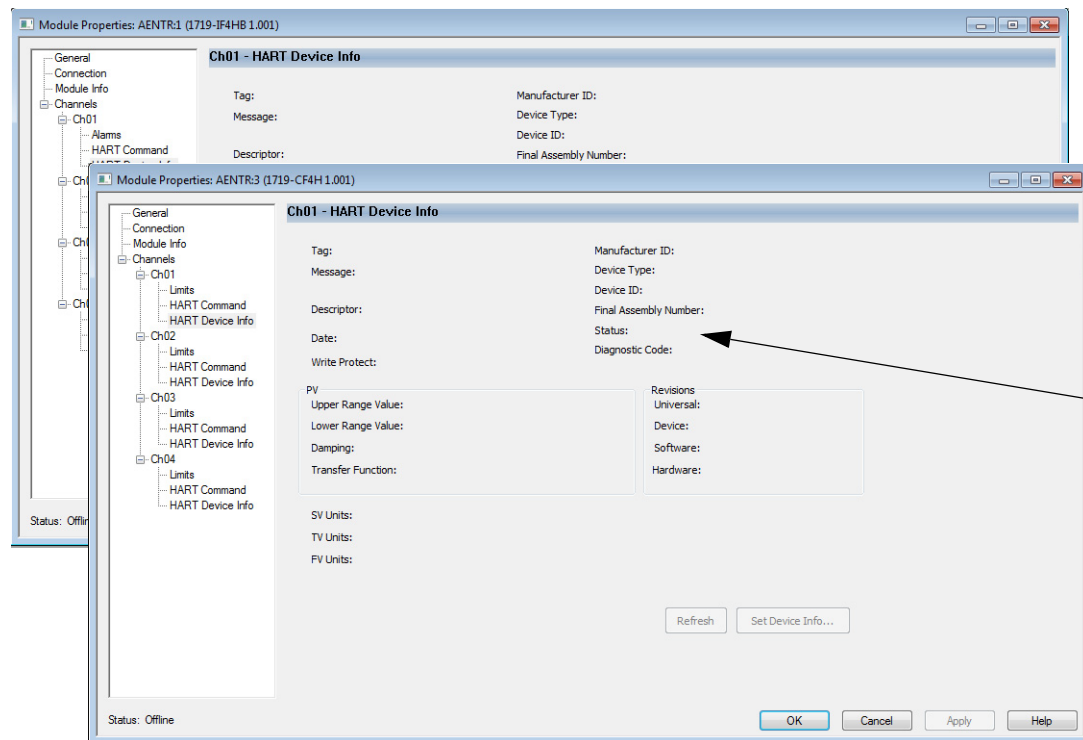 Module Properties: AENTR:1 (1719-IF4HB 1.001)
General
Connection
Module Info
Channels
Ch01
Alarms
HART Command
Ch01 - HART Device Info
Tag:
Message:
Descriptor:
Manufacturer ID:
Device Type:
Device ID:
Final Assembly Number:
Module Properties: AENTR:3 (1719-CF4H 1.001)
General
Connection
Module Info
Channels
Ch01
Limits
HART Command
HART Device Info
Ch02
Limits
HART Command
HART Device Info
Ch03
Limits
HART Command
HART Device Info
Ch04
Limits
HART Command
HART Device Info
Ch01 - HART Device Info
Tag:
Message:
Descriptor:
Date:
Write Protect:
Manufacturer ID:
Device Type:
Device ID:
Final Assembly Number:
Status:
Diagnostic Code:
PV
Upper Range Value:
Lower Range Value:
Damping:
Transfer Function:
Revisions
Universal:
Device:
Software:
Hardware:
SV Units:
TV Units:
FV Units:
Refresh
Set Device Info...
Status: Offline
OK
Cancel
Apply
Help
Status: